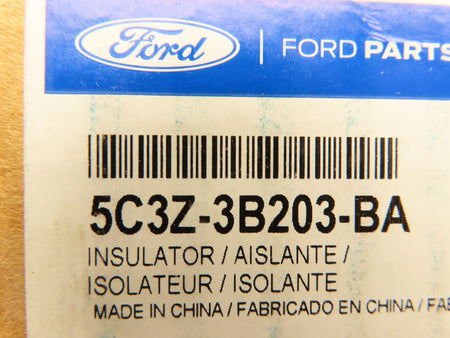 Ford
FORD PARTS
5C3Z-3B203-BA
INSULATOR / AISLANTE /
ISOLATEUR / ISOLANTE
MADE IN CHINA / FABRICADO EN CHINA /